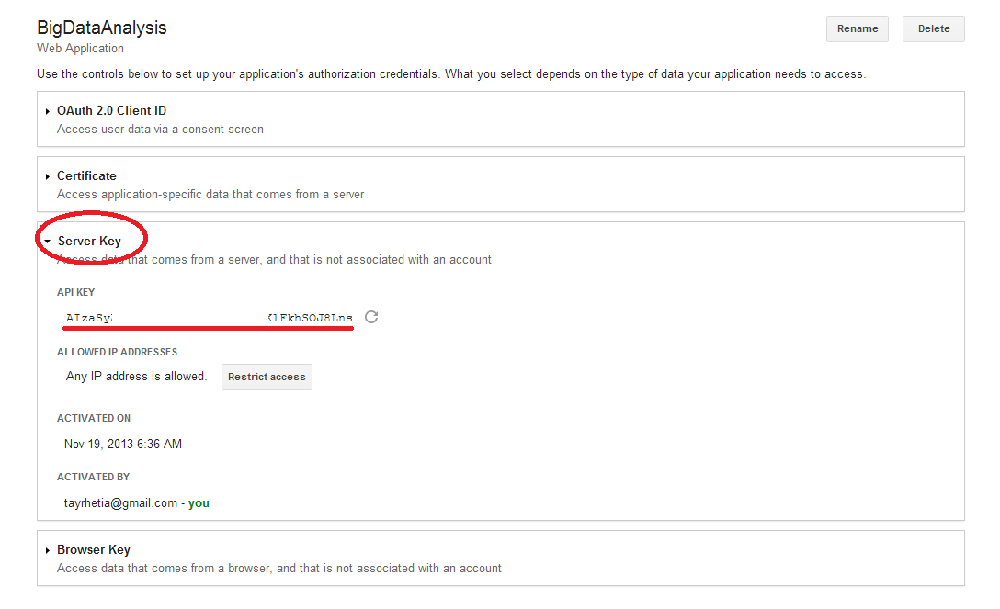 BigDataAnalysis
Rename
Delete
Web Application
Use the controls below to set up your application's authorization credentials. What you select depends on the type of data your application needs to access.
OAuth 2.0 Client ID
Access user data via a consent screen
Certificate
Access application-specific data that comes from a server
Server Key
Access data that comes from a server, and that is not associated with an account
API KEY
AIzaSy lFkhSOJ8Lns
ALLOWED IP ADDRESSES
Any IP address is allowed.
Restrict access
ACTIVATED ON
Nov 19, 2013 6:36 AM
ACTIVATED BY
tayrhetia@gmail.com - you
Browser Key
Access data that comes from a browser, and that is not associated with an account